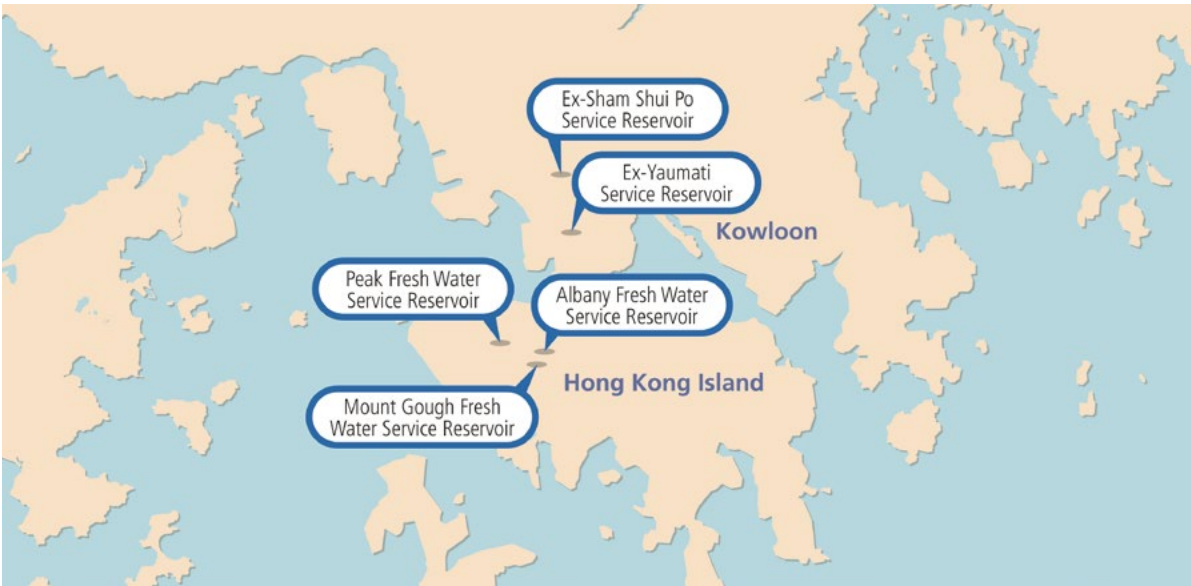 Ex-Sham Shui Po
Service Reservoir
Ex-Yaumati
Service Reservoir
Kowloon
Peak Fresh Water
Service Reservoir
Albany Fresh Water
Service Reservoir
Hong Kong Island
Mount Gough Fresh
Water Service Reservoir